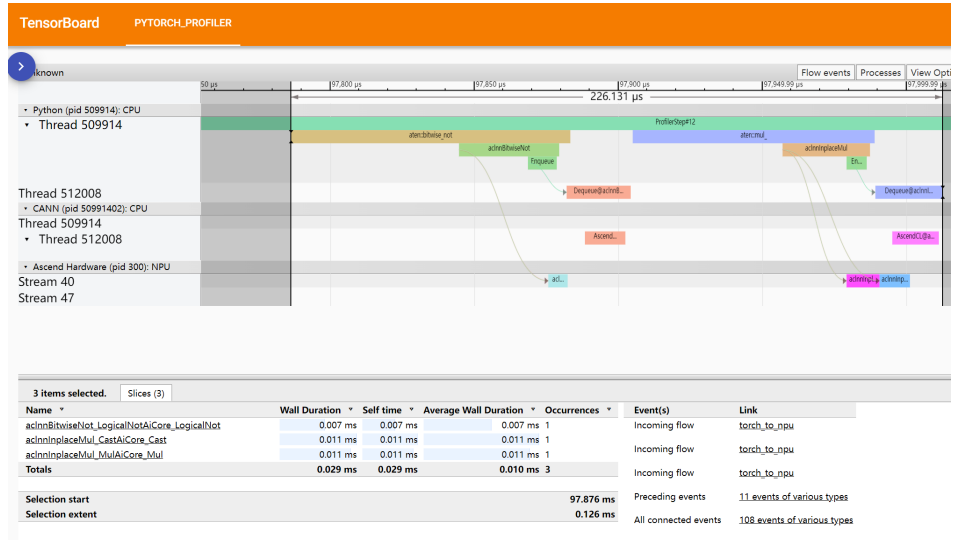 TensorBoard PYTORCH_PROFILER
Flow events Processes View Opti
50 µs 97,800 µs 97,850 µs 97,900 µs 97,949.99 µs 97,999.99 µs
226.131 µs
Python (pid 509914): CPU
Thread 509914 ProfilerStep#12
aten::bitwise_not aten::mul_
aclnnBitwiseNot aclnnInplaceMul
Enqueue En...
Thread 512008 Dequeue@aclnnB... Dequeue@aclnnI...
CANN (pid 50991402): CPU
Thread 509914
Thread 512008 Ascend... AscendCL@a...
Ascend Hardware (pid 300): NPU
Stream 40 acl... aclnnInpl... aclnnInp...
Stream 47
3 items selected. Slices (3)
Name Wall Duration Self time Average Wall Duration Occurrences Event(s) Link
aclnnBitwiseNot_LogicalNotAiCore_LogicalNot 0.007 ms 0.007 ms 0.007 ms 1 Incoming flow torch_to_npu
aclnnInplaceMul_CastAiCore_Cast 0.011 ms 0.011 ms 0.011 ms 1
aclnnInplaceMul_MulAiCore_Mul 0.011 ms 0.011 ms 0.011 ms 1 Incoming flow torch_to_npu
Totals 0.029 ms 0.029 ms 0.010 ms 3
Incoming flow torch_to_npu
Selection start 97.876 ms Preceding events 11 events of various types
Selection extent 0.126 ms All connected events 108 events of various types